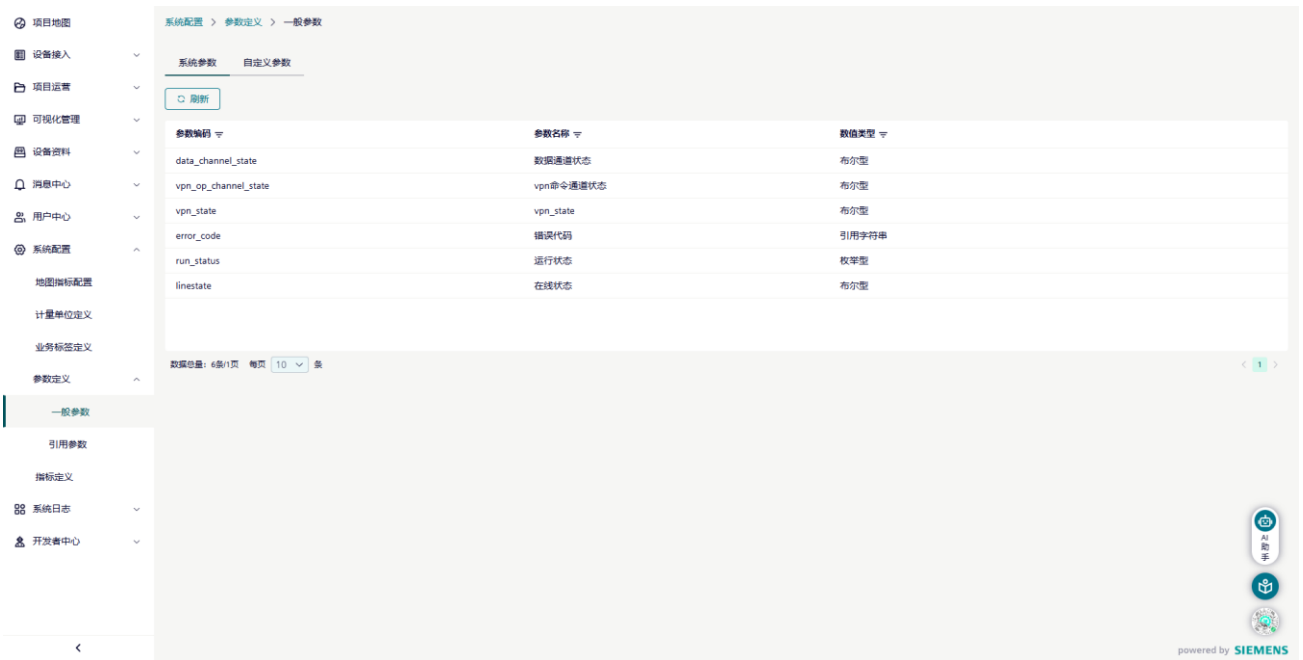 项目地图
设备接入
项目运营
可视化管理
设备资料
消息中心
用户中心
系统配置
地图指标配置
计量单位定义
业务标签定义
参数定义
一般参数
引用参数
指标定义
系统日志
开发者中心
系统配置 > 参数定义 > 一般参数
系统参数 自定义参数
刷新
参数编码 参数名称 数值类型
data_channel_state 数据通道状态 布尔型
vpn_op_channel_state vpn命令通道状态 布尔型
vpn_state vpn_state 布尔型
error_code 错误代码 引用字符串
run_status 运行状态 枚举型
linestate 在线状态 布尔型
数据总量：6条/1页 每页 10 条
< 1 >
AI
助
手
powered by SIEMENS